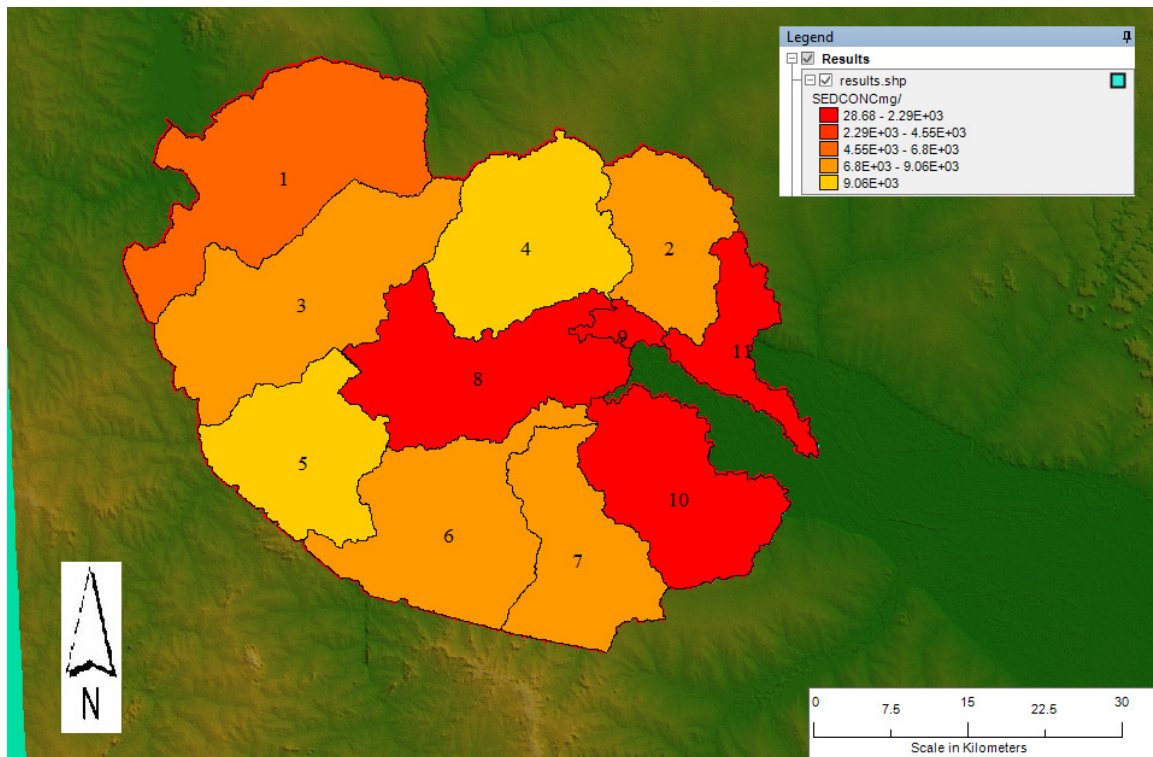 Legend
Results
results.shp
SEDCONCmg/
28.68 - 2.29E+03
2.29E+03 - 4.55E+03
4.55E+03 - 6.8E+03
6.8E+03 - 9.06E+03
9.06E+03
1
4
2
3
9
11
8
5
10
6
7
N
0 7.5 15 22.5 30
Scale in Kilometers